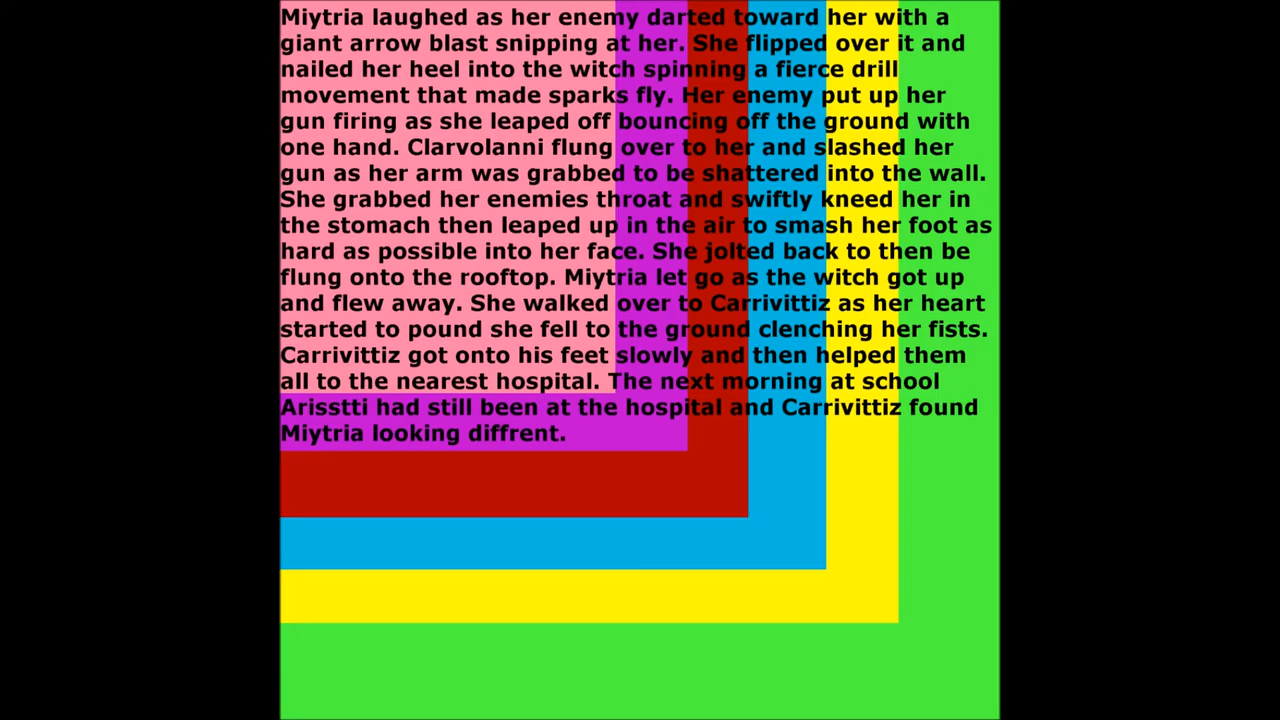 Miytria laughed as her enemy darted toward her with a
giant arrow blast snipping at her. She flipped over it and
nailed her heel into the witch spinning a fierce drill
movement that made sparks fly. Her enemy put up her
gun firing as she leaped off bouncing off the ground with
one hand. Clarvolanni flung over to her and slashed her
gun as her arm was grabbed to be shattered into the wall.
She grabbed her enemies throat and swiftly kneed her in
the stomach then leaped up in the air to smash her foot as
hard as possible into her face. She jolted back to then be
flung onto the rooftop. Miytria let go as the witch got up
and flew away. She walked over to Carrivittiz as her heart
started to pound she fell to the ground clenching her fists.
Carrivittiz got onto his feet slowly and then helped them
all to the nearest hospital. The next morning at school
Arisstti had still been at the hospital and Carrivittiz found
Miytria looking diffrent.